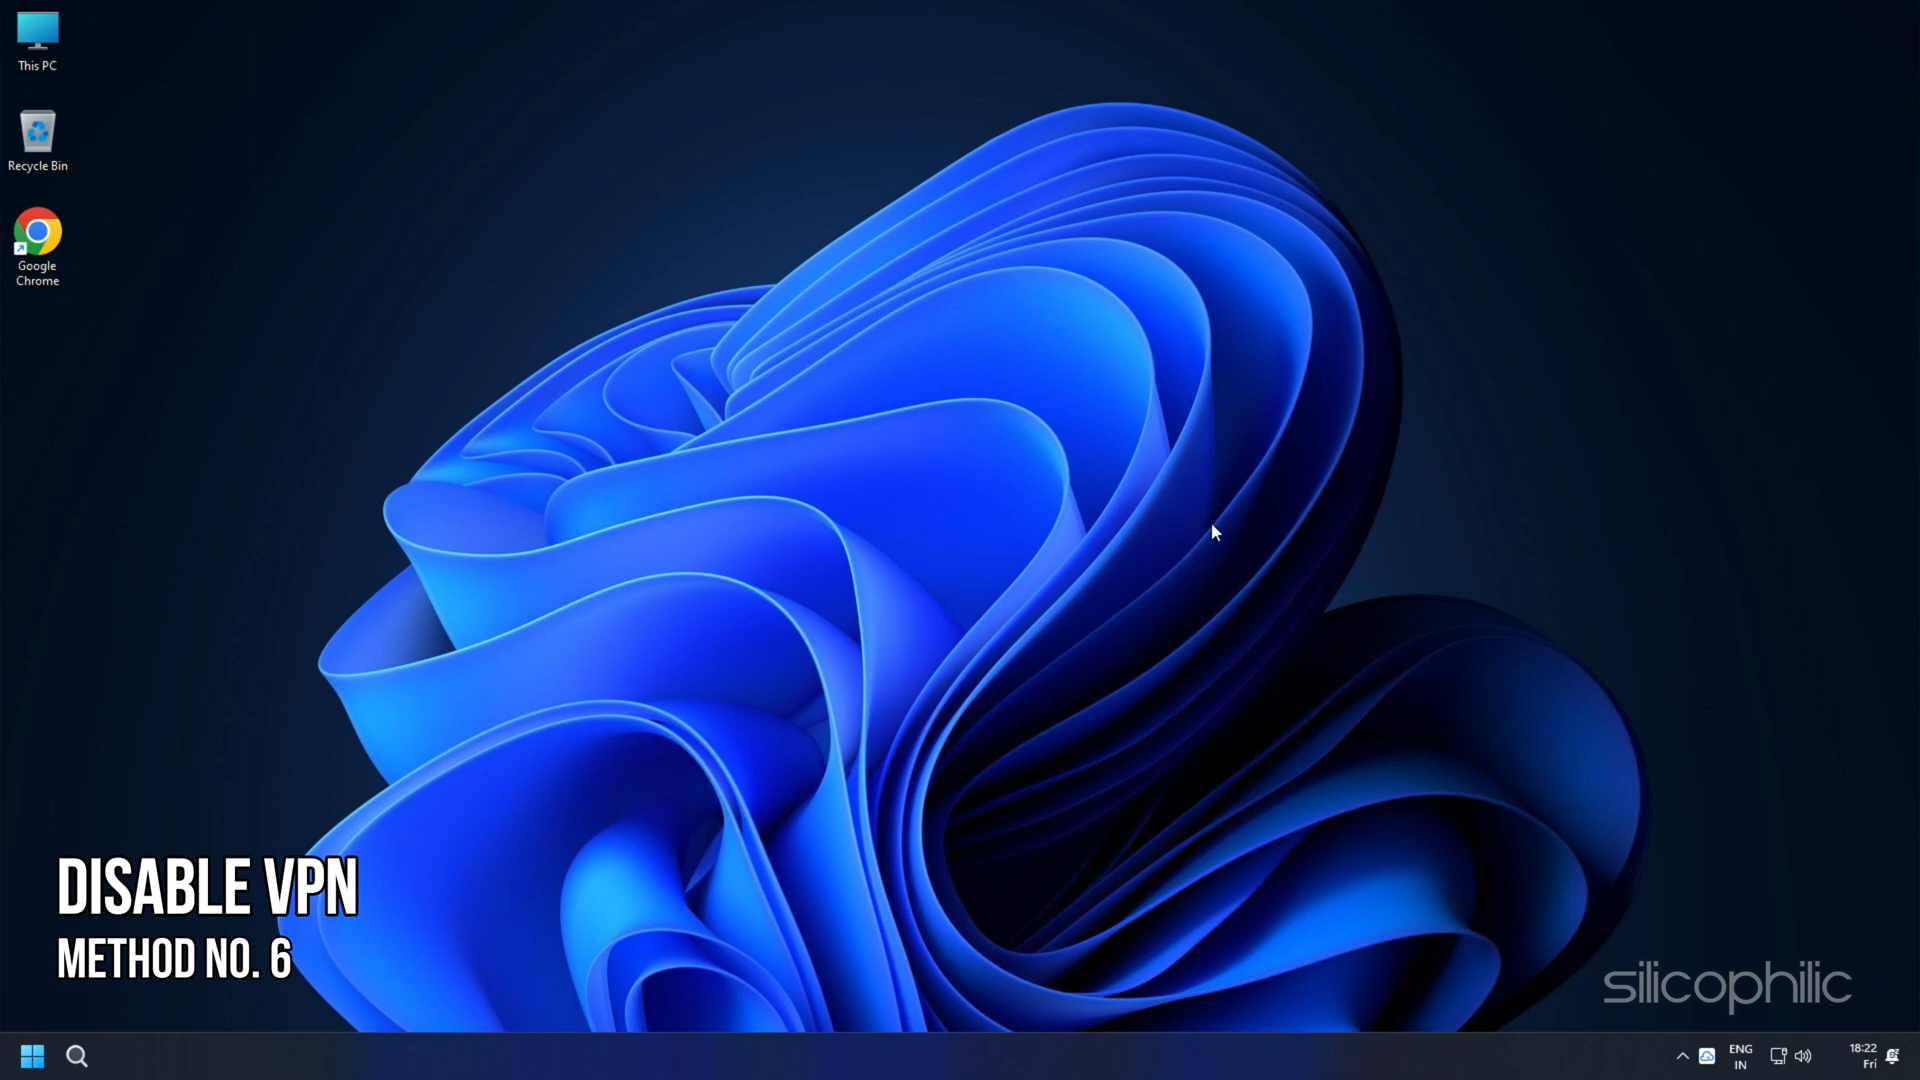 This PC
Recycle Bin
Google
Chrome
DISABLE VPN
METHOD NO. 6
silicophilic
ENG
IN
18:22
Fri